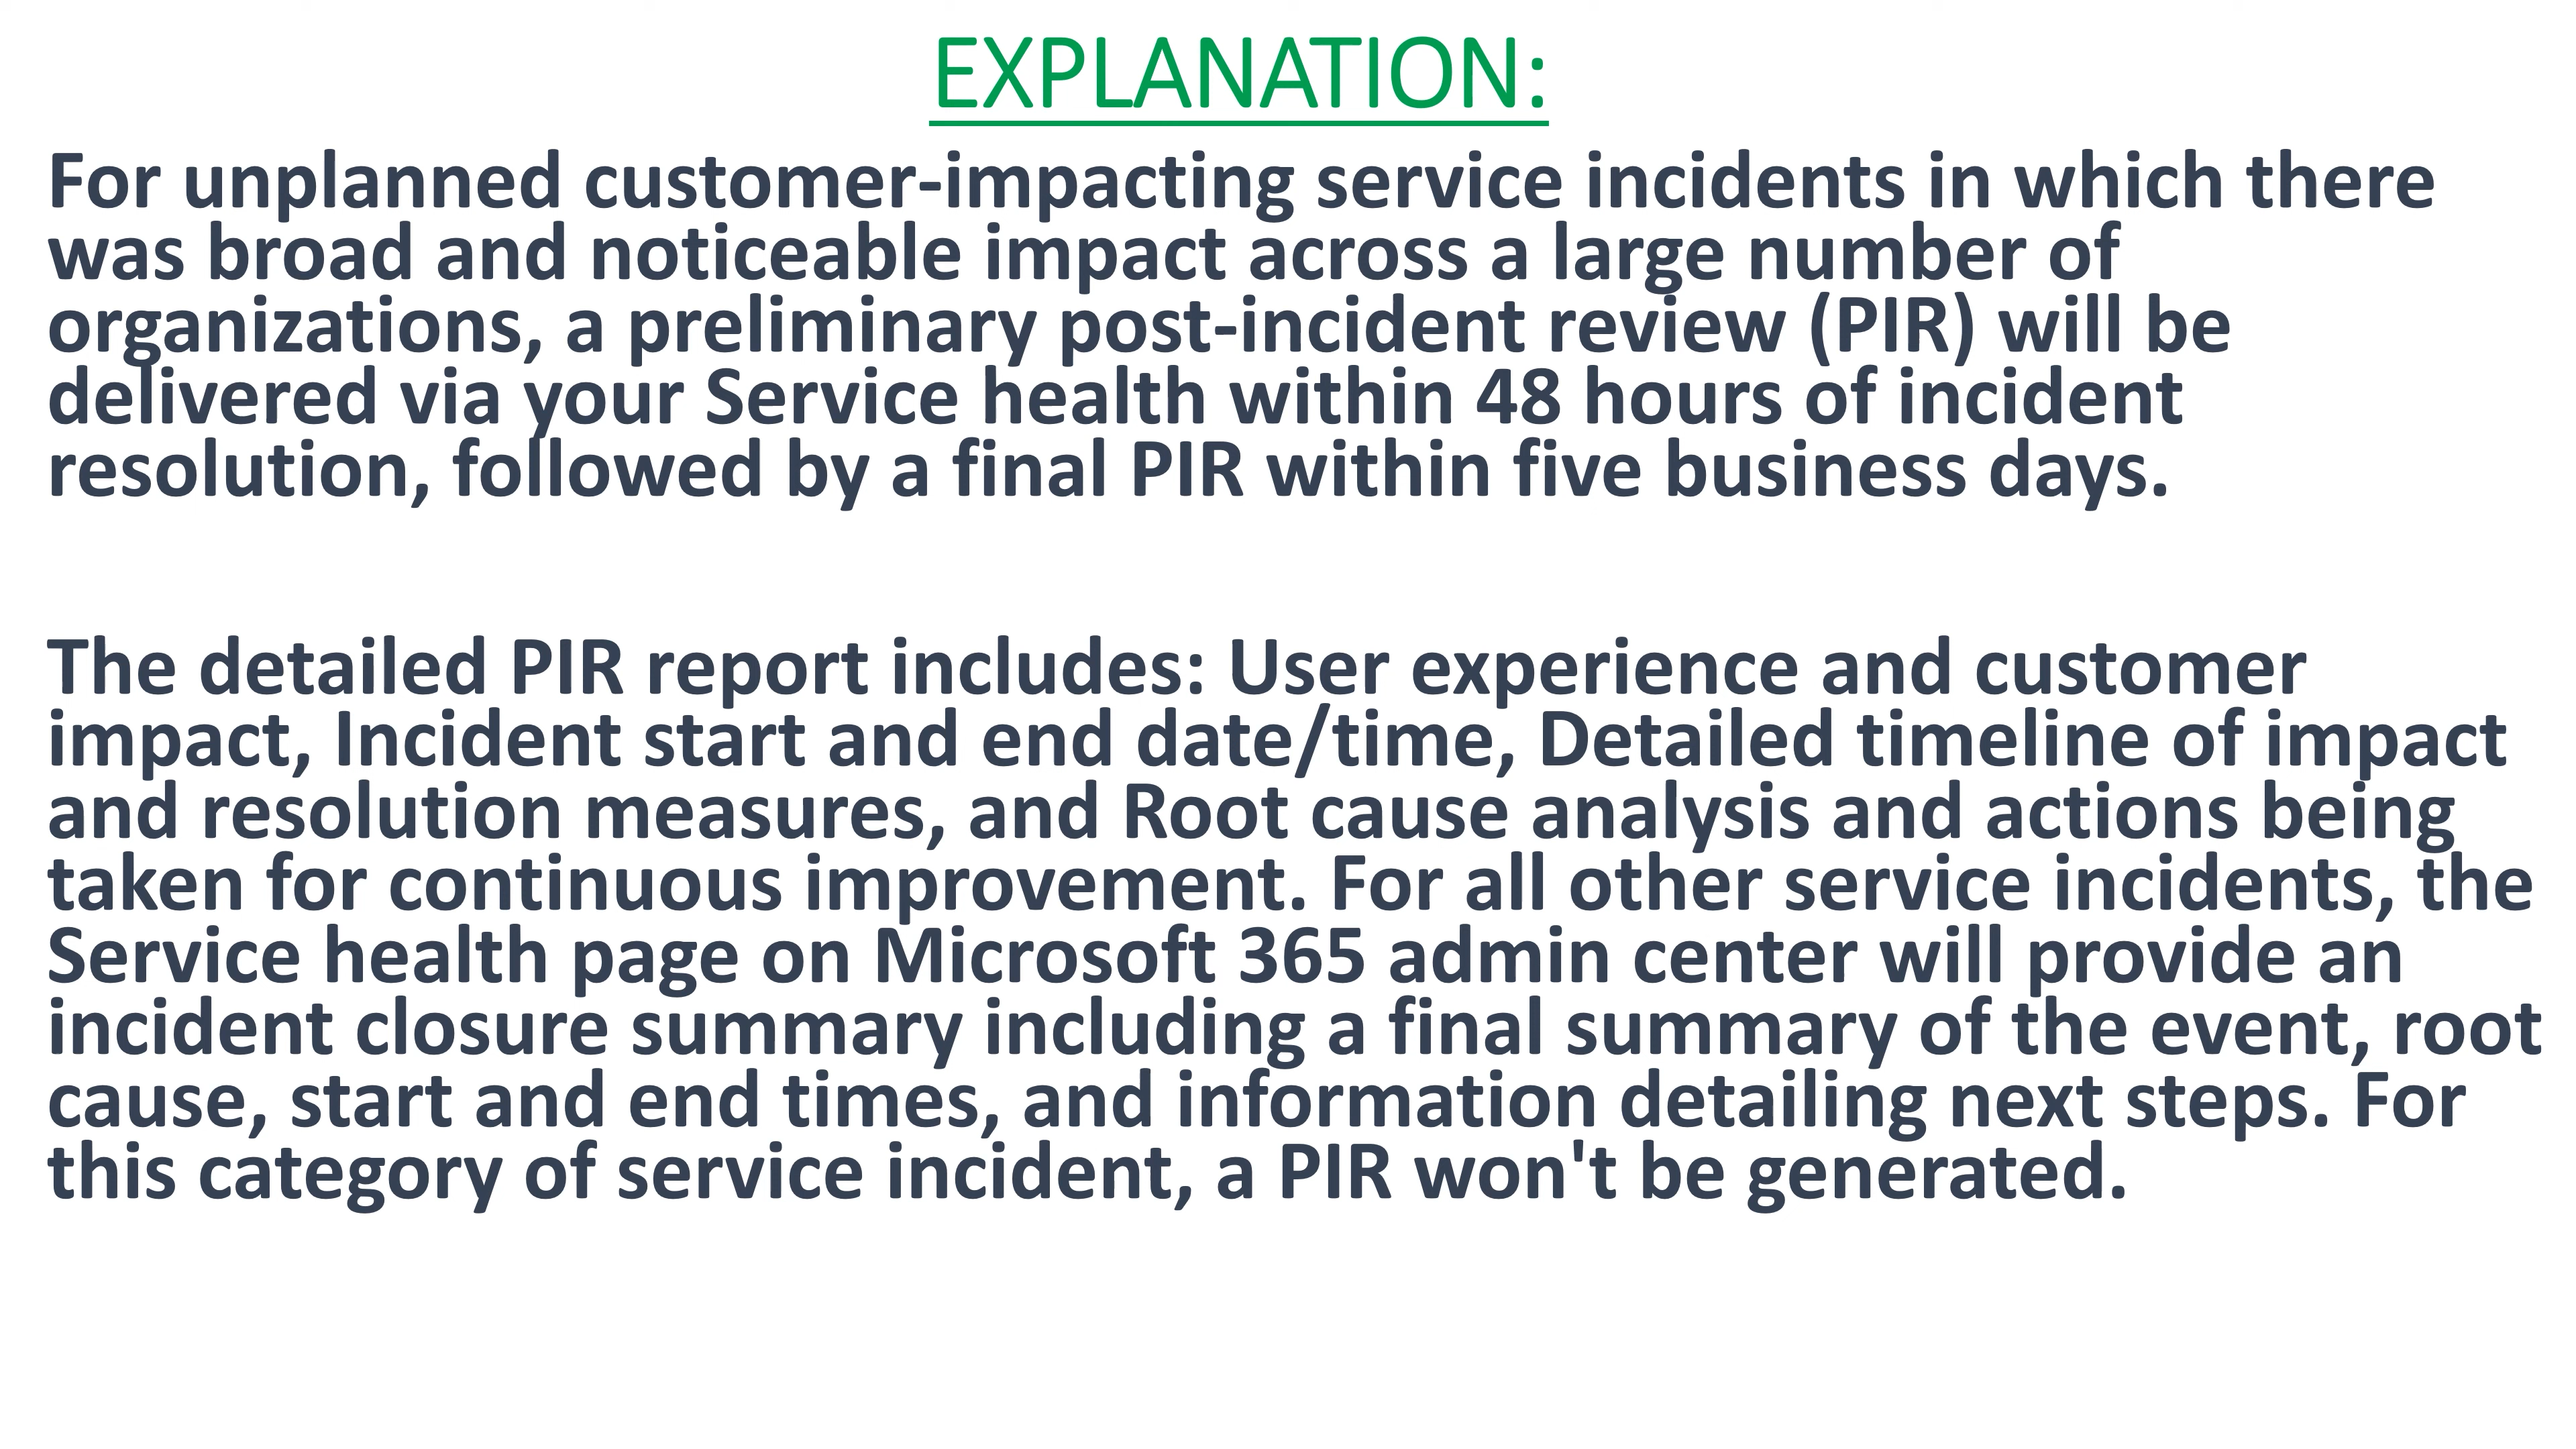 EXPLANATION:
For unplanned customer-impacting service incidents in which there
was broad and noticeable impact across a large number of
organizations, a preliminary post-incident review (PIR) will be
delivered via your Service health within 48 hours of incident
resolution, followed by a final PIR within five business days.
The detailed PIR report includes: User experience and customer
impact, Incident start and end date/time, Detailed timeline of impact
and resolution measures, and Root cause analysis and actions being
taken for continuous improvement. For all other service incidents, the
Service health page on Microsoft 365 admin center will provide an
incident closure summary including a final summary of the event, root
cause, start and end times, and information detailing next steps. For
this category of service incident, a PIR won't be generated.